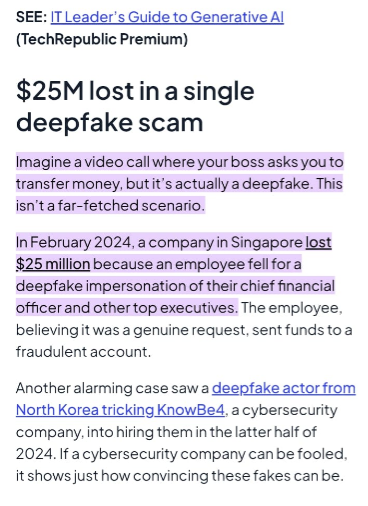 SEE: IT Leader's Guide to Generative AI
(TechRepublic Premium)
$25M lost in a single
deepfake scam
Imagine a video call where your boss asks you to
transfer money, but it's actually a deepfake. This
isn't a far-fetched scenario.
In February 2024, a company in Singapore lost
$25 million because an employee fell for a
deepfake impersonation of their chief financial
officer and other top executives. The employee,
believing it was a genuine request, sent funds to a
fraudulent account.
Another alarming case saw a deepfake actor from
North Korea tricking KnowBe4, a cybersecurity
company, into hiring them in the latter half of
2024. If a cybersecurity company can be fooled,
it shows just how convincing these fakes can be.